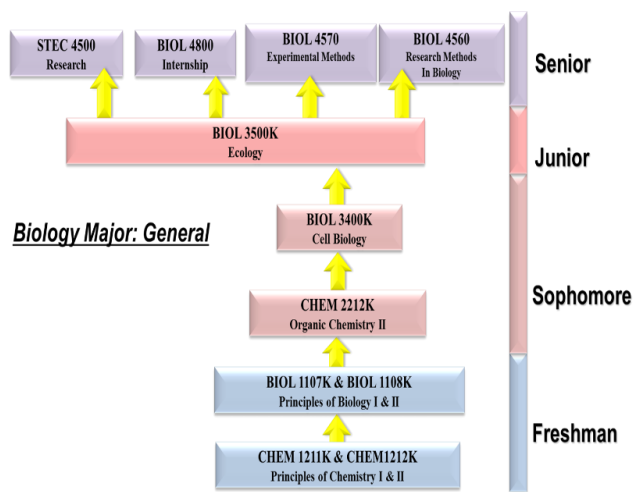 STEC 4500
Research
BIOL 4800
Internship
BIOL 4570
Experimental Methods
BIOL 4560
Research Methods
In Biology
Senior
BIOL 3500K
Ecology
Junior
BIOL 3400K
Cell Biology
Biology Major: General
CHEM 2212K
Organic Chemistry II
Sophomore
BIOL 1107K & BIOL 1108K
Principles of Biology I & II
Freshman
CHEM 1211K & CHEM1212K
Principles of Chemistry I & II